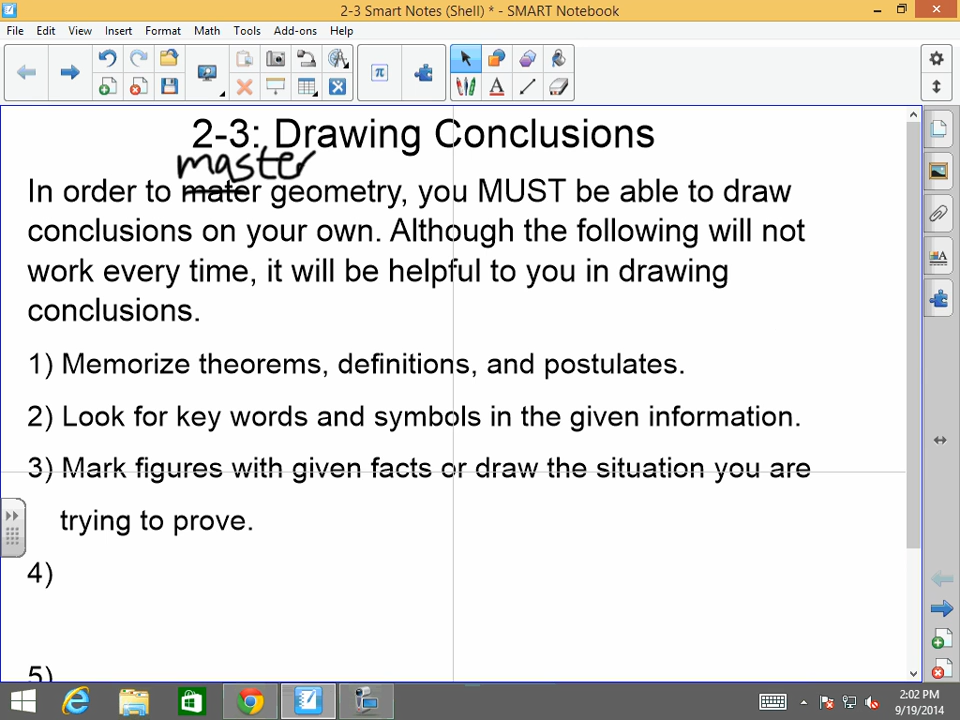 2-3 Smart Notes (Shell) * - SMART Notebook
File Edit View Insert Format Math Tools Add-ons Help
π
A
2-3: Drawing Conclusions
master
In order to mater geometry, you MUST be able to draw
conclusions on your own. Although the following will not
work every time, it will be helpful to you in drawing
conclusions.
1) Memorize theorems, definitions, and postulates.
2) Look for key words and symbols in the given information.
3) Mark figures with given facts or draw the situation you are
trying to prove.
4)
5)
2:02 PM
9/19/2014